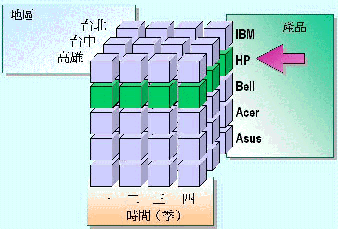 地區
台北
台中
高雄
產品
IBM
HP
Bell
Acer
Asus
一 二 三 四
時間 (季)